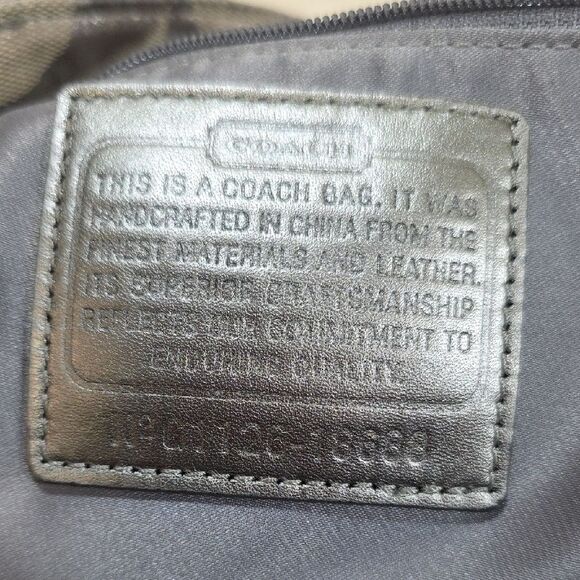 COACH
THIS IS A COACH BAG. IT WAS
HANDCRAFTED IN CHINA FROM THE
FINEST MATERIALS AND LEATHER.
ITS SUPERIOR CRAFTSMANSHIP
REFLECTS OUR COMMITMENT TO
ENDURING QUALITY.